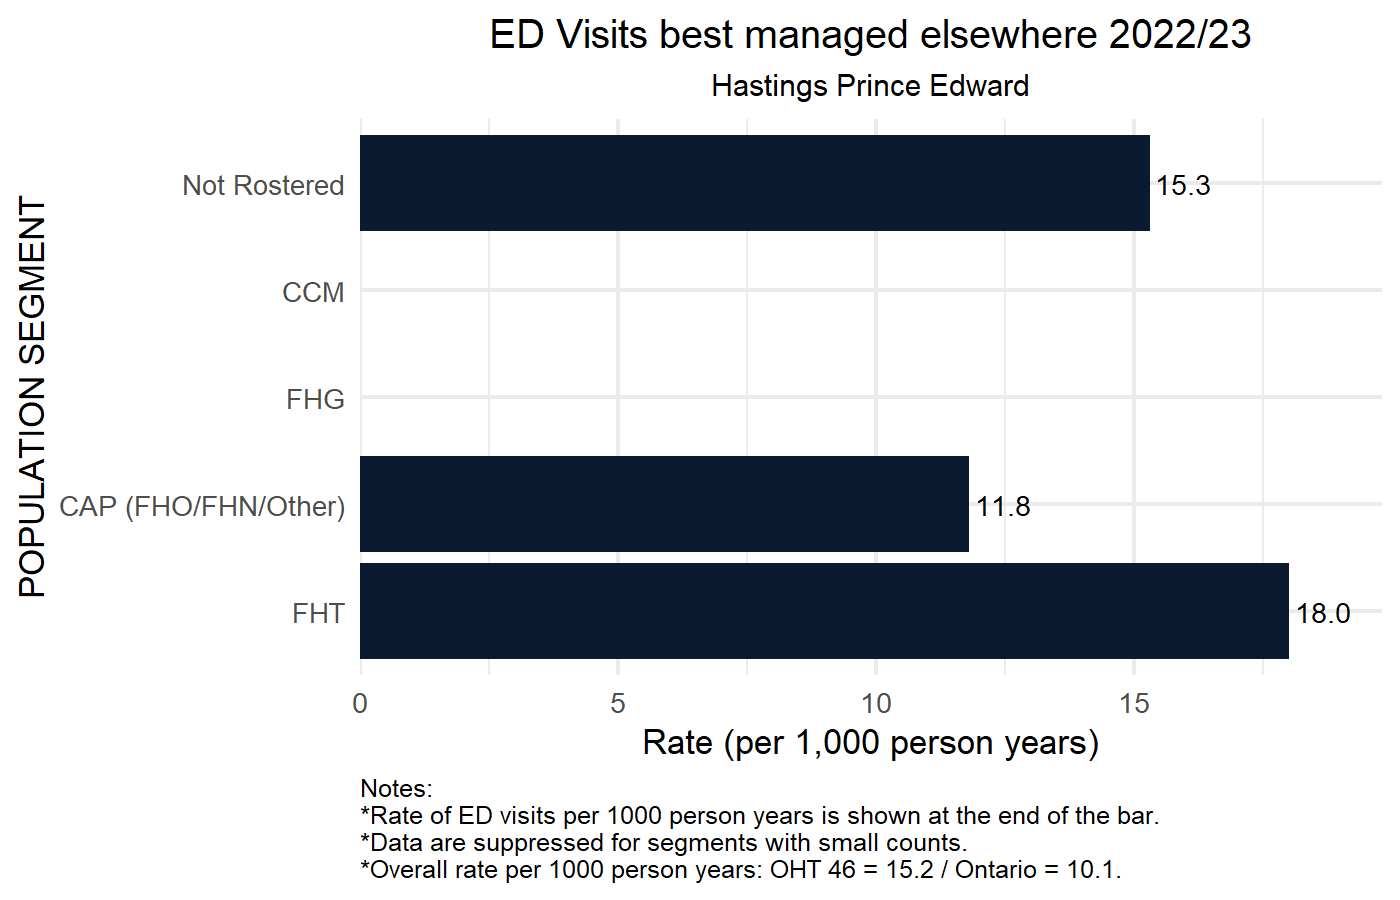 ED Visits best managed elsewhere 2022/23
Hastings Prince Edward
POPULATION SEGMENT
Not Rostered
15.3
CCM
FHG
CAP (FHO/FHN/Other)
11.8
FHT
18.0
0 5 10 15
Rate (per 1,000 person years)
Notes:
*Rate of ED visits per 1000 person years is shown at the end of the bar.
*Data are suppressed for segments with small counts.
*Overall rate per 1000 person years: OHT 46 = 15.2 / Ontario = 10.1.